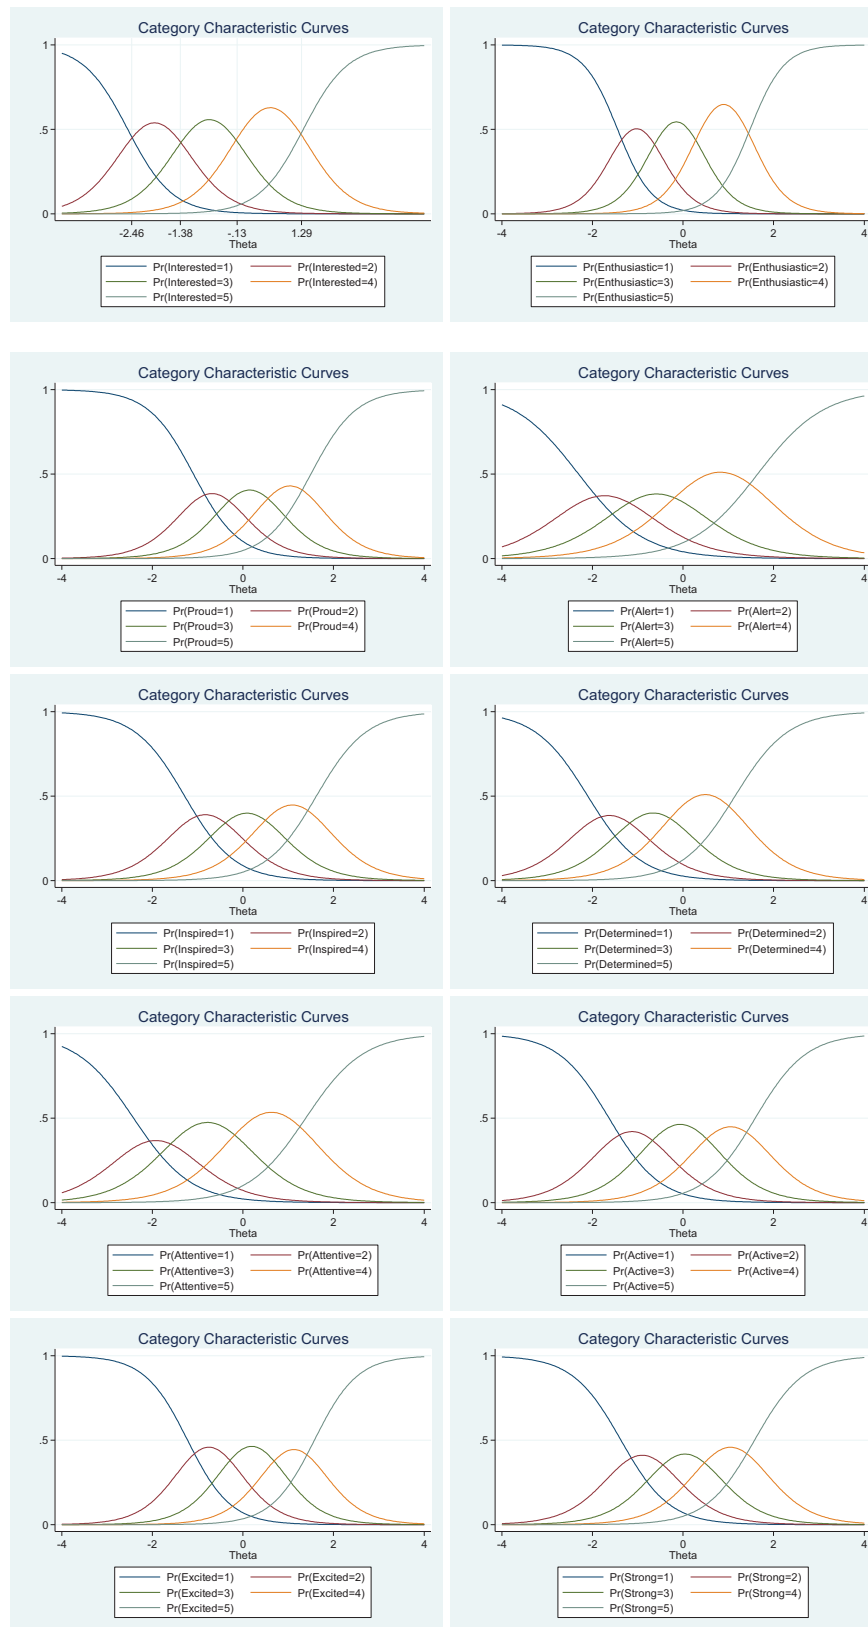 Category Characteristic Curves
1
.5
0
-2.46 -1.38 -.13 1.29
Theta
Pr(Interested=1) Pr(Interested=2)
Pr(Interested=3) Pr(Interested=4)
Pr(Interested=5)
Category Characteristic Curves
1
.5
0
-4 -2 0 2 4
Theta
Pr(Enthusiastic=1) Pr(Enthusiastic=2)
Pr(Enthusiastic=3) Pr(Enthusiastic=4)
Pr(Enthusiastic=5)
Category Characteristic Curves
1
.5
0
-4 -2 0 2 4
Theta
Pr(Proud=1) Pr(Proud=2)
Pr(Proud=3) Pr(Proud=4)
Pr(Proud=5)
Category Characteristic Curves
1
.5
0
-4 -2 0 2 4
Theta
Pr(Alert=1) Pr(Alert=2)
Pr(Alert=3) Pr(Alert=4)
Pr(Alert=5)
Category Characteristic Curves
1
.5
0
-4 -2 0 2 4
Theta
Pr(Inspired=1) Pr(Inspired=2)
Pr(Inspired=3) Pr(Inspired=4)
Pr(Inspired=5)
Category Characteristic Curves
1
.5
0
-4 -2 0 2 4
Theta
Pr(Determined=1) Pr(Determined=2)
Pr(Determined=3) Pr(Determined=4)
Pr(Determined=5)
Category Characteristic Curves
1
.5
0
-4 -2 0 2 4
Theta
Pr(Attentive=1) Pr(Attentive=2)
Pr(Attentive=3) Pr(Attentive=4)
Pr(Attentive=5)
Category Characteristic Curves
1
.5
0
-4 -2 0 2 4
Theta
Pr(Active=1) Pr(Active=2)
Pr(Active=3) Pr(Active=4)
Pr(Active=5)
Category Characteristic Curves
1
.5
0
-4 -2 0 2 4
Theta
Pr(Excited=1) Pr(Excited=2)
Pr(Excited=3) Pr(Excited=4)
Pr(Excited=5)
Category Characteristic Curves
1
.5
0
-4 -2 0 2 4
Theta
Pr(Strong=1) Pr(Strong=2)
Pr(Strong=3) Pr(Strong=4)
Pr(Strong=5)